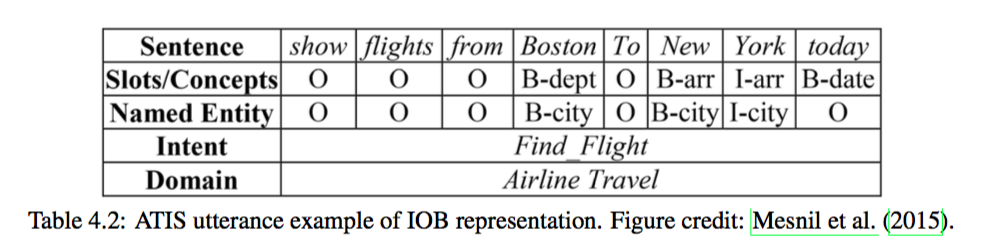 Sentence show flights from Boston To New York today
Slots/Concepts O O O B-dept O B-arr I-arr B-date
Named Entity O O O B-city O B-city I-city O
Intent Find_Flight
Domain Airline Travel
Table 4.2: ATIS utterance example of IOB representation. Figure credit: Mesnil et al. (2015).